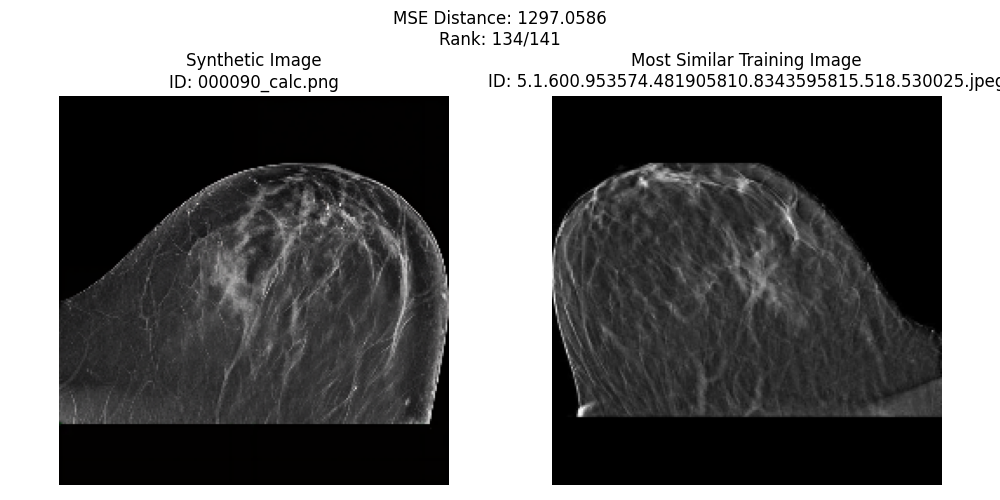 MSE Distance: 1297.0586
Rank: 134/141
Synthetic Image
ID: 000090_calc.png
Most Similar Training Image
ID: 5.1.600.953574.481905810.8343595815.518.530025.jpeg